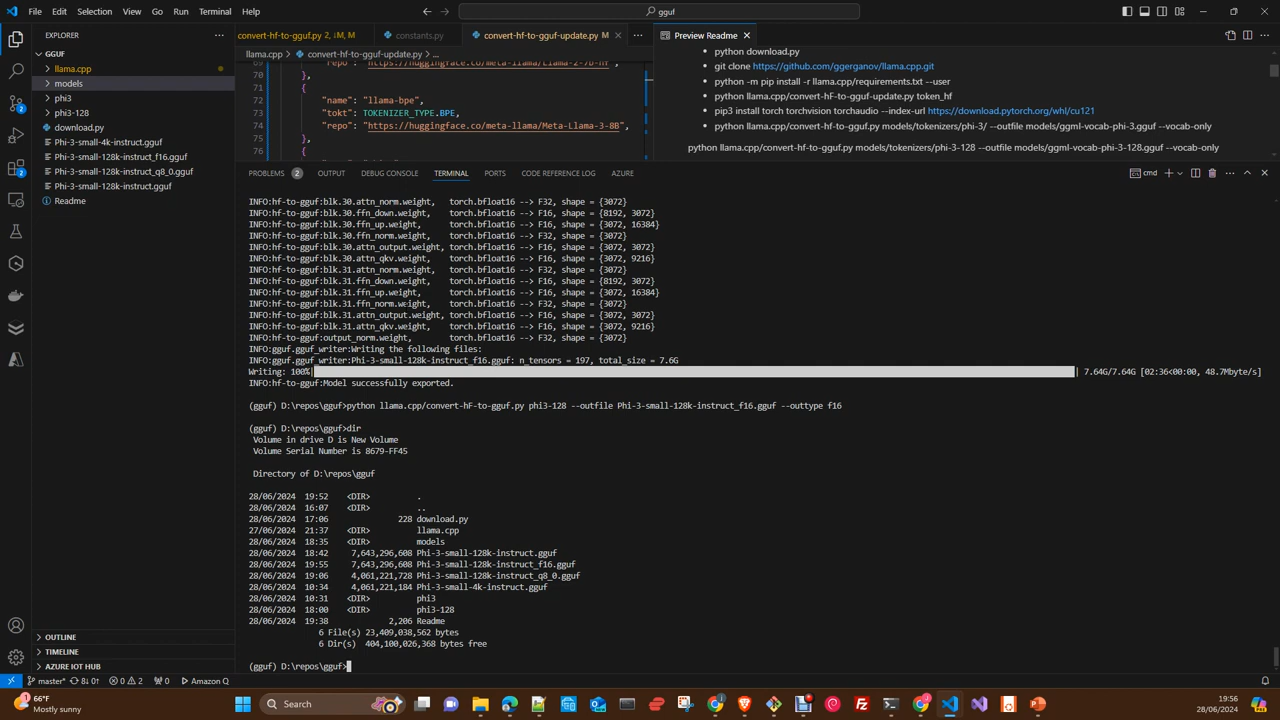 File Edit Selection View Go Run Terminal Help
gguf
EXPLORER
GGUF
llama.cpp
models
phi3
phi3-128
download.py
Phi-3-small-4k-instruct.gguf
Phi-3-small-128k-instruct_f16.gguf
Phi-3-small-128k-instruct_q8_0.gguf
Phi-3-small-128k-instruct.gguf
Readme
OUTLINE
TIMELINE
AZURE IOT HUB
convert-hf-to-gguf.py 2, ↓M, M
constants.py
convert-hf-to-gguf-update.py M
llama.cpp > convert-hf-to-gguf-update.py > ...
70 },
71 {
72 "name": "llama-bpe",
73 "tokt": TOKENIZER_TYPE.BPE,
74 "repo": "https://huggingface.co/meta-llama/Meta-Llama-3-8B",
75 },
76 {
Preview Readme
• python download.py
• git clone https://github.com/ggerganov/llama.cpp.git
• python -m pip install -r llama.cpp/requirements.txt --user
• python llama.cpp/convert-hF-to-gguf-update.py token_hf
• pip3 install torch torchvision torchaudio --index-url https://download.pytorch.org/whl/cu121
• python llama.cpp/convert-hF-to-gguf.py models/tokenizers/phi-3/ --outfile models/ggml-vocab-phi-3.gguf --vocab-only
python llama.cpp/convert-hF-to-gguf.py models/tokenizers/phi-3-128 --outfile models/ggml-vocab-phi-3-128.gguf --vocab-only
PROBLEMS 2 OUTPUT DEBUG CONSOLE TERMINAL PORTS COMMENTS REFERENCE LOG AZURE
cmd
INFO:hf-to-gguf:blk.30.attn_norm.weight, torch.bfloat16 --> F32, shape = {3072}
INFO:hf-to-gguf:blk.30.ffn_down.weight, torch.bfloat16 --> F16, shape = {8192, 3072}
INFO:hf-to-gguf:blk.30.ffn_up.weight, torch.bfloat16 --> F16, shape = {3072, 16384}
INFO:hf-to-gguf:blk.30.ffn_norm.weight, torch.bfloat16 --> F32, shape = {3072}
INFO:hf-to-gguf:blk.30.attn_output.weight, torch.bfloat16 --> F16, shape = {3072, 3072}
INFO:hf-to-gguf:blk.30.attn_qkv.weight, torch.bfloat16 --> F16, shape = {3072, 9216}
INFO:hf-to-gguf:blk.31.attn_norm.weight, torch.bfloat16 --> F32, shape = {3072}
INFO:hf-to-gguf:blk.31.ffn_down.weight, torch.bfloat16 --> F16, shape = {8192, 3072}
INFO:hf-to-gguf:blk.31.ffn_up.weight, torch.bfloat16 --> F16, shape = {3072, 16384}
INFO:hf-to-gguf:blk.31.ffn_norm.weight, torch.bfloat16 --> F32, shape = {3072}
INFO:hf-to-gguf:blk.31.attn_output.weight, torch.bfloat16 --> F16, shape = {3072, 3072}
INFO:hf-to-gguf:blk.31.attn_qkv.weight, torch.bfloat16 --> F16, shape = {3072, 9216}
INFO:hf-to-gguf:output_norm.weight, torch.bfloat16 --> F32, shape = {3072}
INFO:gguf.gguf_writer:Writing the following files:
INFO:gguf.gguf_writer:Phi-3-small-128k-instruct_f16.gguf: n_tensors = 197, total_size = 7.6G
Writing: 100%| | 7.64G/7.64G [02:36<00:00, 48.7Mbyte/s]
INFO:hf-to-gguf:Model successfully exported.
(gguf) D:\repos\gguf>python llama.cpp/convert-hF-to-gguf.py phi3-128 --outfile Phi-3-small-128k-instruct_f16.gguf --outtype f16
(gguf) D:\repos\gguf>dir
Volume in drive D is New Volume
Volume Serial Number is 8679-FF45
Directory of D:\repos\gguf
28/06/2024 19:52 <DIR> .
28/06/2024 16:07 <DIR> ..
28/06/2024 17:06 228 download.py
27/06/2024 21:37 <DIR> llama.cpp
28/06/2024 18:35 <DIR> models
28/06/2024 18:42 7,643,296,608 Phi-3-small-128k-instruct.gguf
28/06/2024 19:55 7,643,296,608 Phi-3-small-128k-instruct_f16.gguf
28/06/2024 19:06 4,061,221,728 Phi-3-small-128k-instruct_q8_0.gguf
28/06/2024 10:34 4,061,221,184 Phi-3-small-4k-instruct.gguf
28/06/2024 10:31 <DIR> phi3
28/06/2024 18:00 <DIR> phi3-128
28/06/2024 19:38 2,206 Readme
6 File(s) 23,409,038,562 bytes
6 Dir(s) 404,100,026,368 bytes free
(gguf) D:\repos\gguf>
master* 8↓ 0↑ 0 2 0 Amazon Q
66°F
Mostly sunny
Search
19:56
28/06/2024